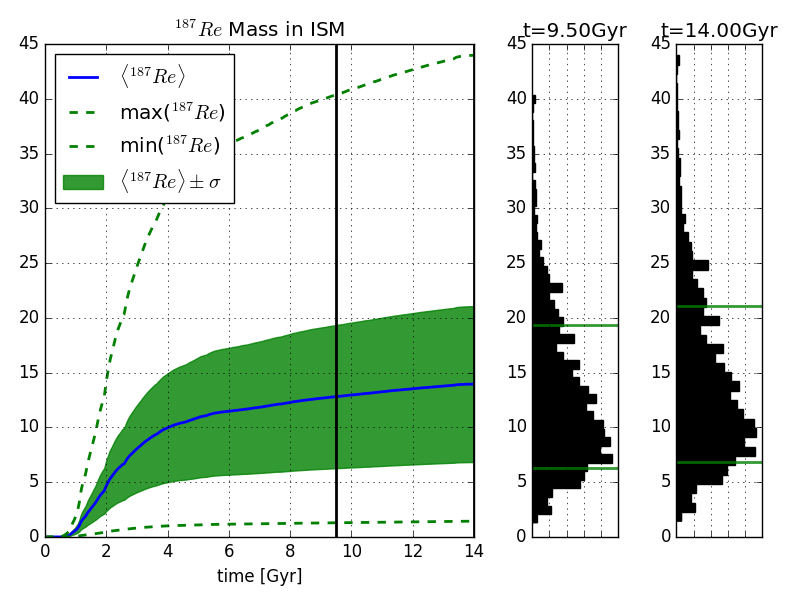 ¹⁸⁷Re Mass in ISM
t=9.50Gyr
t=14.00Gyr
⟨¹⁸⁷Re⟩
max(¹⁸⁷Re)
min(¹⁸⁷Re)
⟨¹⁸⁷Re⟩ ± σ
45 45 45
40 40 40
35 35 35
30 30 30
25 25 25
20 20 20
15 15 15
10 10 10
5 5 5
0 0 0
0 2 4 6 8 10 12 14
time [Gyr]